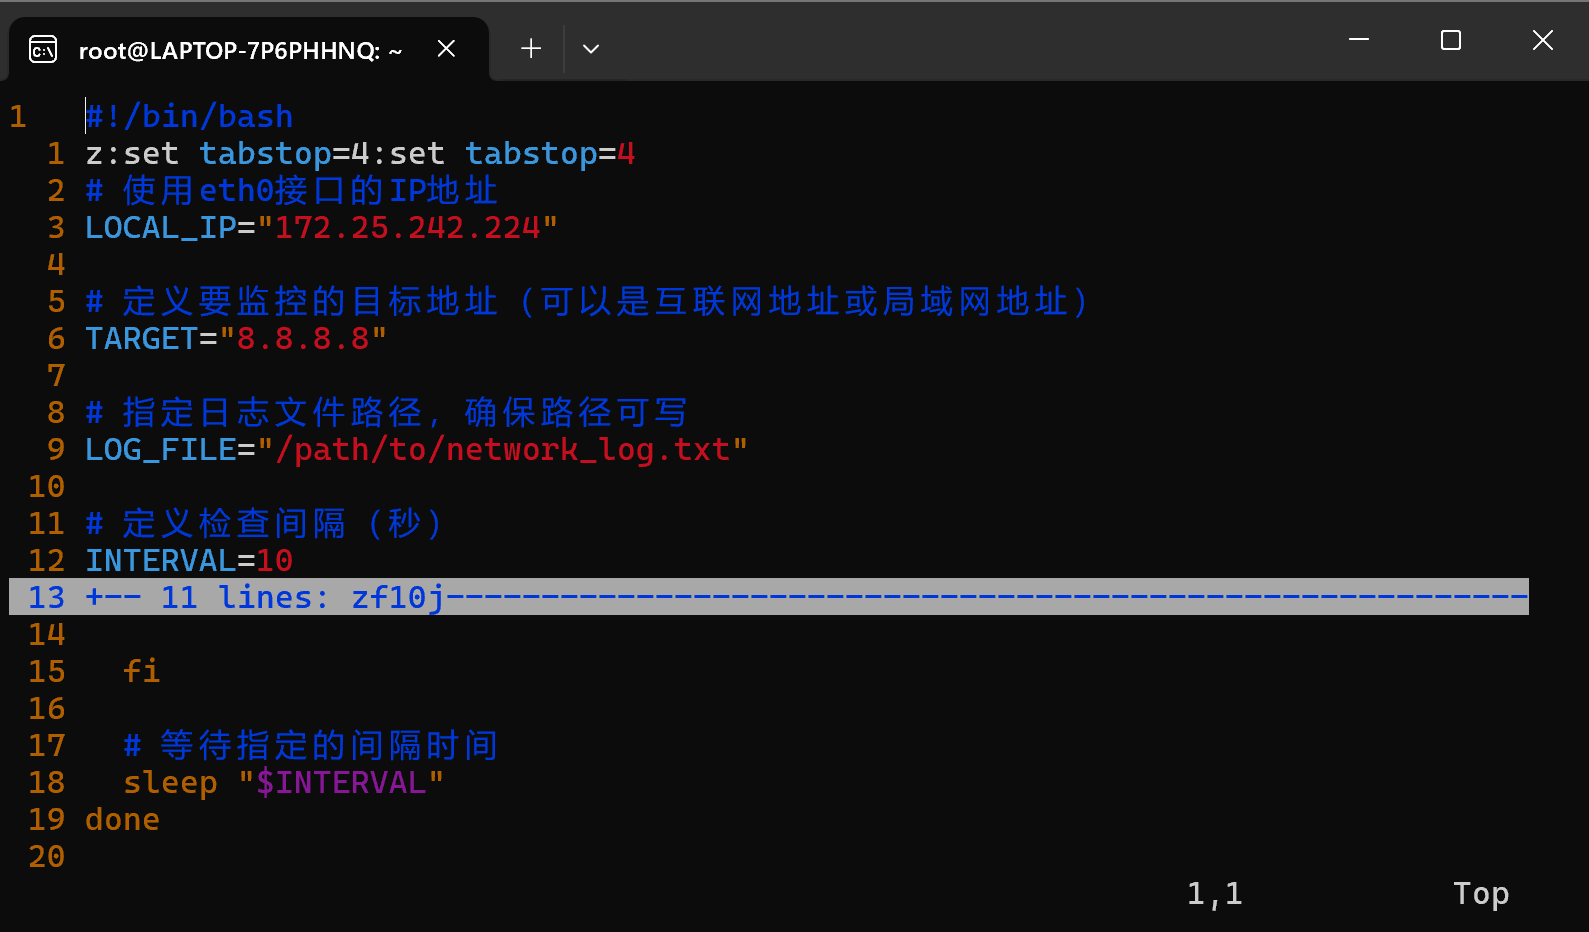 root@LAPTOP-7P6PHHNQ: ~
1 #!/bin/bash
1 z:set tabstop=4:set tabstop=4
2 # 使用eth0接口的IP地址
3 LOCAL_IP="172.25.242.224"
4
5 # 定义要监控的目标地址（可以是互联网地址或局域网地址）
6 TARGET="8.8.8.8"
7
8 # 指定日志文件路径，确保路径可写
9 LOG_FILE="/path/to/network_log.txt"
10
11 # 定义检查间隔（秒）
12 INTERVAL=10
13 +-- 11 lines: zf10j---------------------------------------------------------
14
15 fi
16
17 # 等待指定的间隔时间
18 sleep "$INTERVAL"
19 done
20
1,1 Top